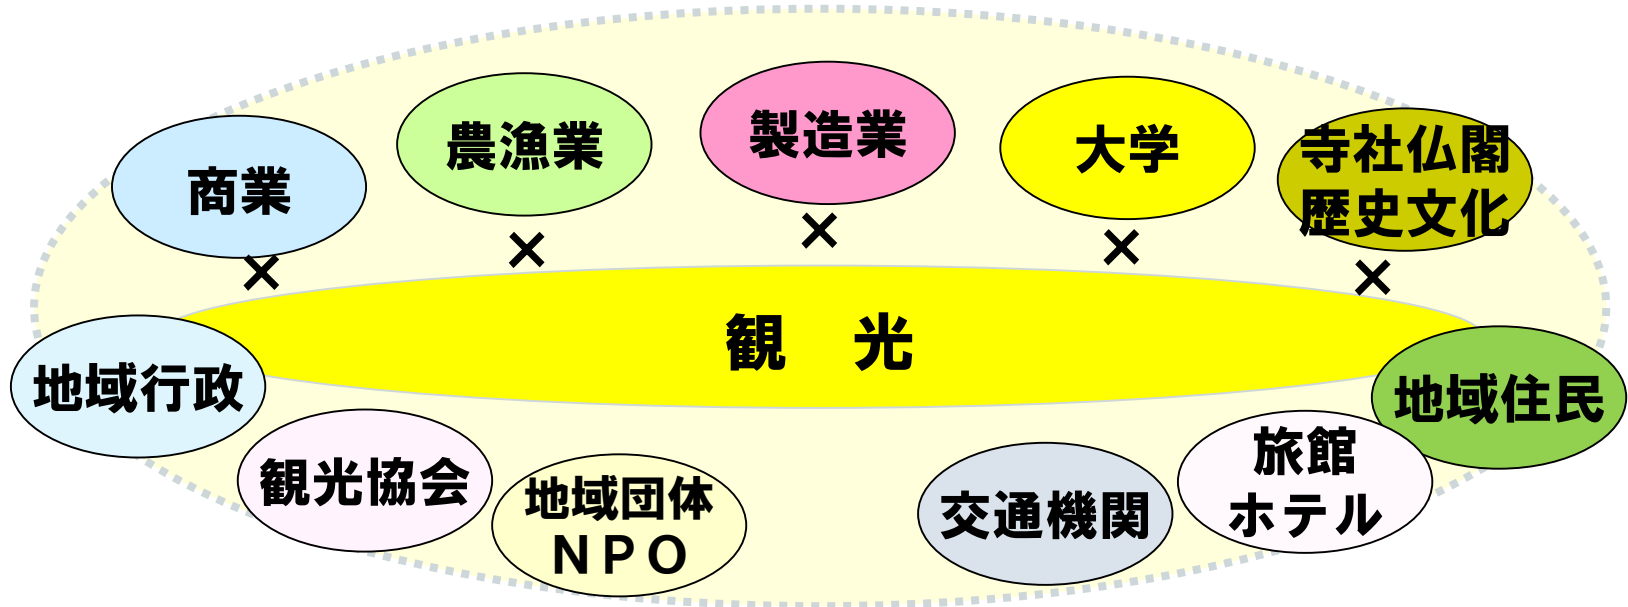 商業
農漁業
製造業
大学
寺社仏閣
歴史文化
×
×
×
×
×
観　光
地域行政
観光協会
地域団体
ＮＰＯ
交通機関
旅館
ホテル
地域住民